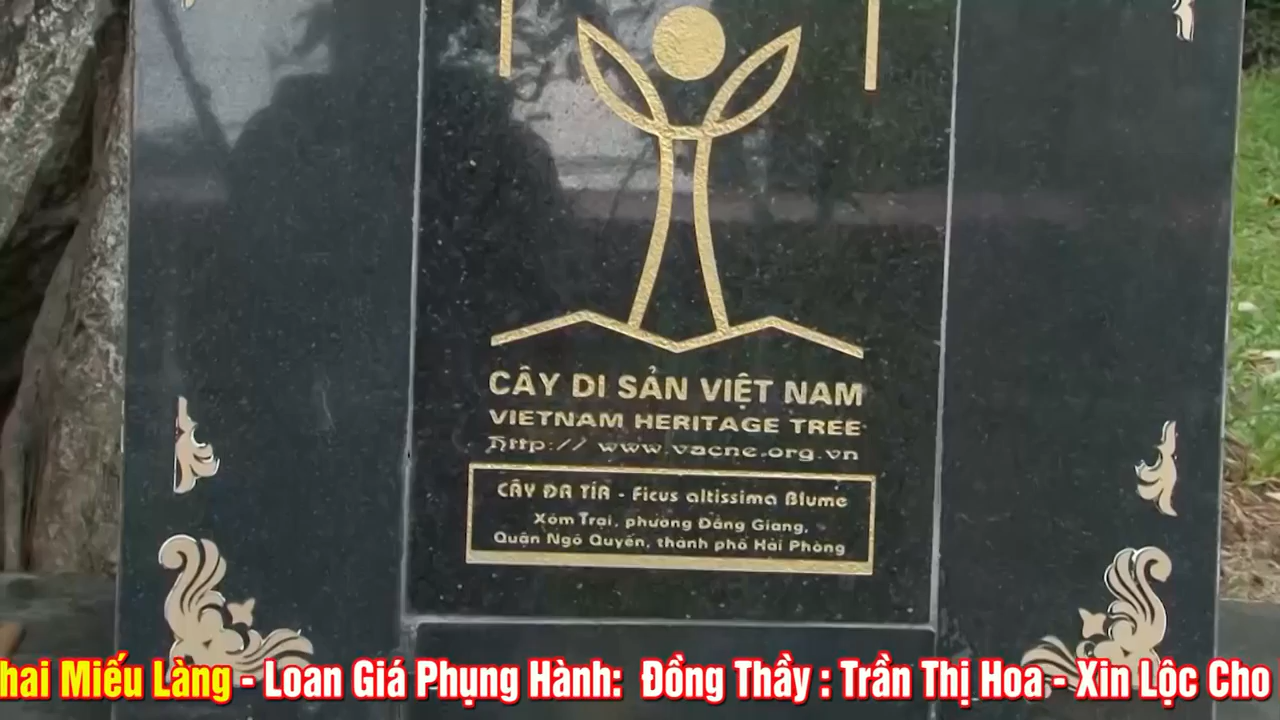 CÂY DI SẢN VIỆT NAM
VIETNAM HERITAGE TREE
http:// www.vacne.org.vn
CÂY ĐA TÍA - Ficus altissima Blume
Xóm Trại, phường Đằng Giang,
Quận Ngô Quyền, thành phố Hải Phòng
hai Miếu Làng - Loan Giá Phụng Hành: Đồng Thầy : Trần Thị Hoa - Xin Lộc Cho